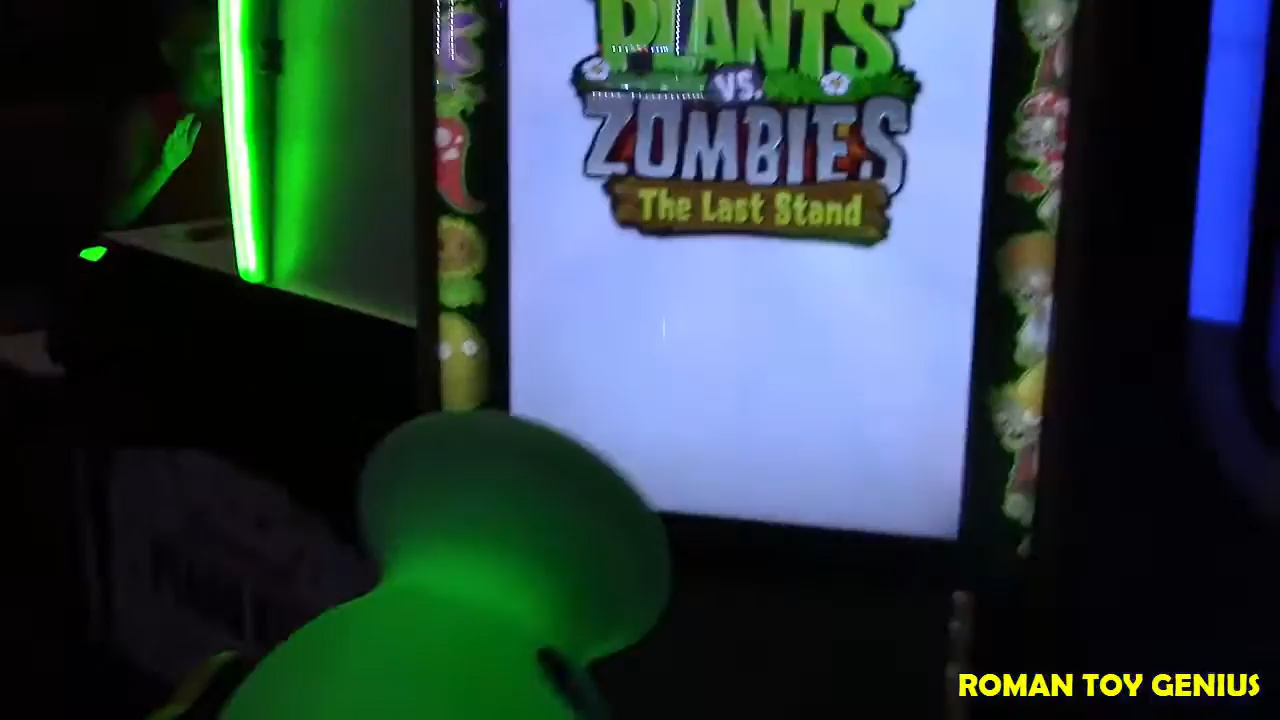 PLANTS
VS.
ZOMBIES
The Last Stand
ROMAN TOY GENIUS